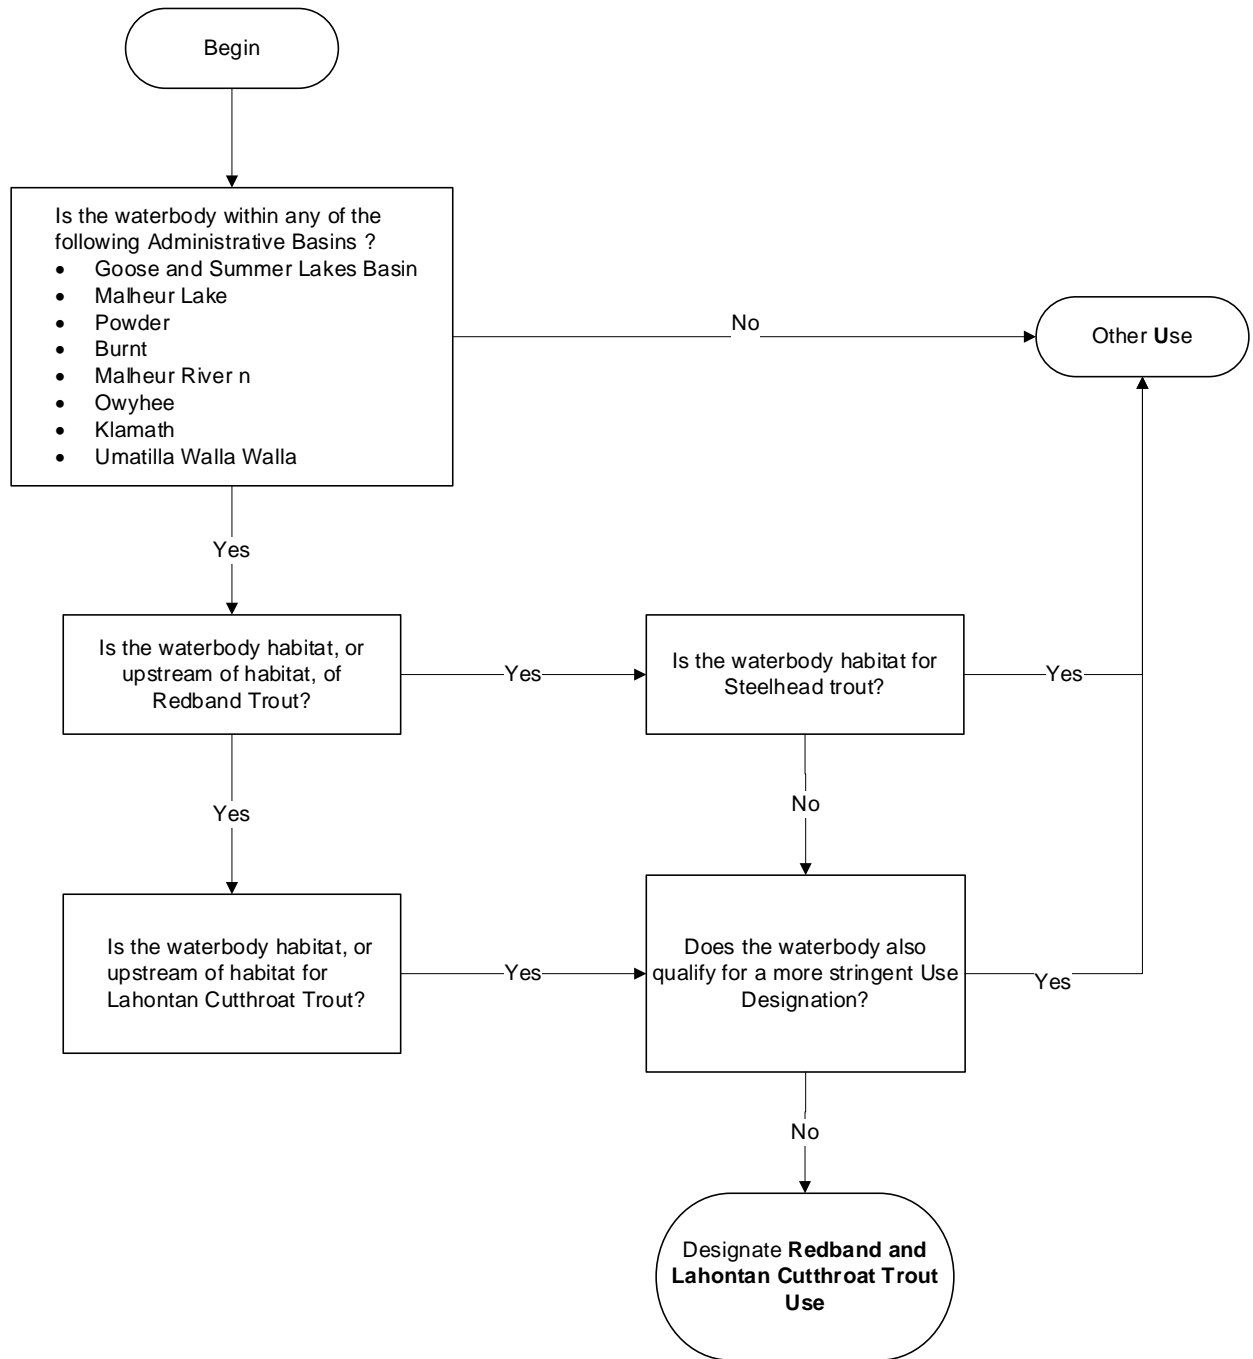 Begin
Is the waterbody within any of the
following Administrative Basins ?
• Goose and Summer Lakes Basin
• Malheur Lake
• Powder
• Burnt
• Malheur River n
• Owyhee
• Klamath
• Umatilla Walla Walla
No
Other Use
Yes
Is the waterbody habitat, or
upstream of habitat, of
Redband Trout?
Yes
Is the waterbody habitat for
Steelhead trout?
Yes
Yes
No
Is the waterbody habitat, or
upstream of habitat for
Lahontan Cutthroat Trout?
Yes
Does the waterbody also
qualify for a more stringent Use
Designation?
Yes
No
Designate Redband and
Lahontan Cutthroat Trout
Use